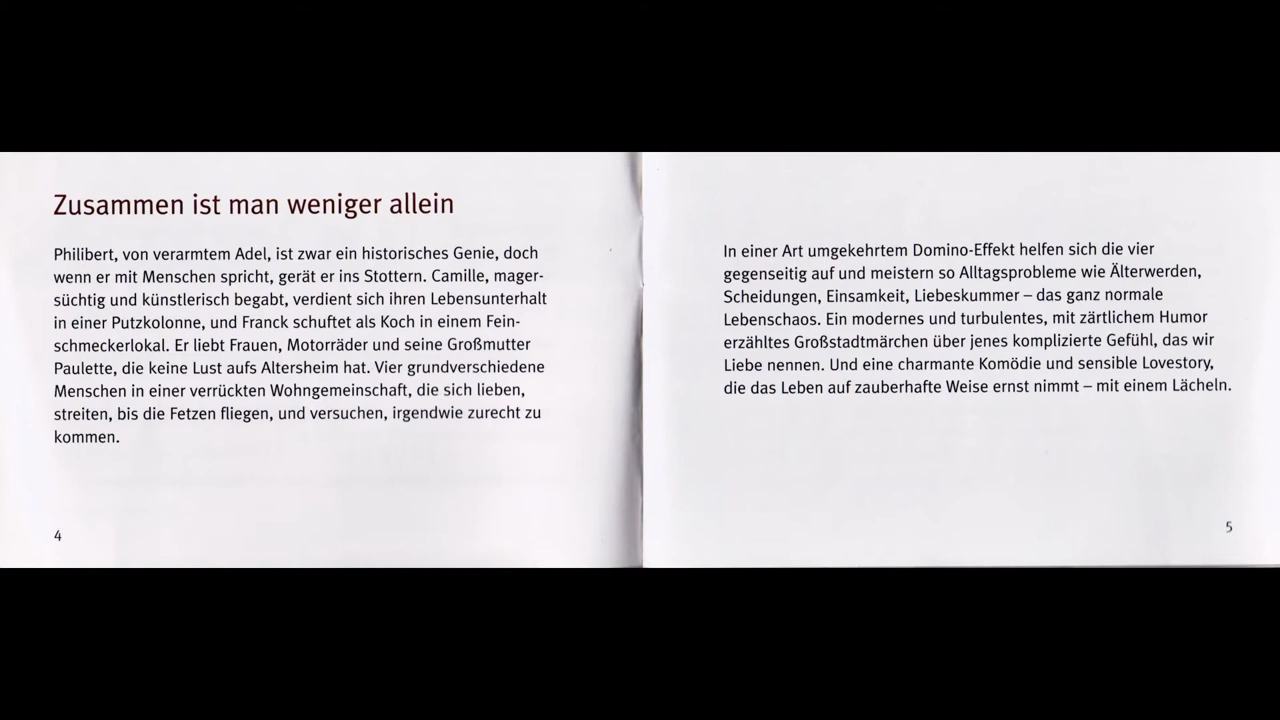 Zusammen ist man weniger allein
Philibert, von verarmtem Adel, ist zwar ein historisches Genie, doch
wenn er mit Menschen spricht, gerät er ins Stottern. Camille, mager-
süchtig und künstlerisch begabt, verdient sich ihren Lebensunterhalt
in einer Putzkolonne, und Franck schuftet als Koch in einem Fein-
schmeckerlokal. Er liebt Frauen, Motorräder und seine Großmutter
Paulette, die keine Lust aufs Altersheim hat. Vier grundverschiedene
Menschen in einer verrückten Wohngemeinschaft, die sich lieben,
streiten, bis die Fetzen fliegen, und versuchen, irgendwie zurecht zu
kommen.
4
In einer Art umgekehrtem Domino-Effekt helfen sich die vier
gegenseitig auf und meistern so Alltagsprobleme wie Älterwerden,
Scheidungen, Einsamkeit, Liebeskummer – das ganz normale
Lebenschaos. Ein modernes und turbulentes, mit zärtlichem Humor
erzähltes Großstadtmärchen über jenes komplizierte Gefühl, das wir
Liebe nennen. Und eine charmante Komödie und sensible Lovestory,
die das Leben auf zauberhafte Weise ernst nimmt – mit einem Lächeln.
5